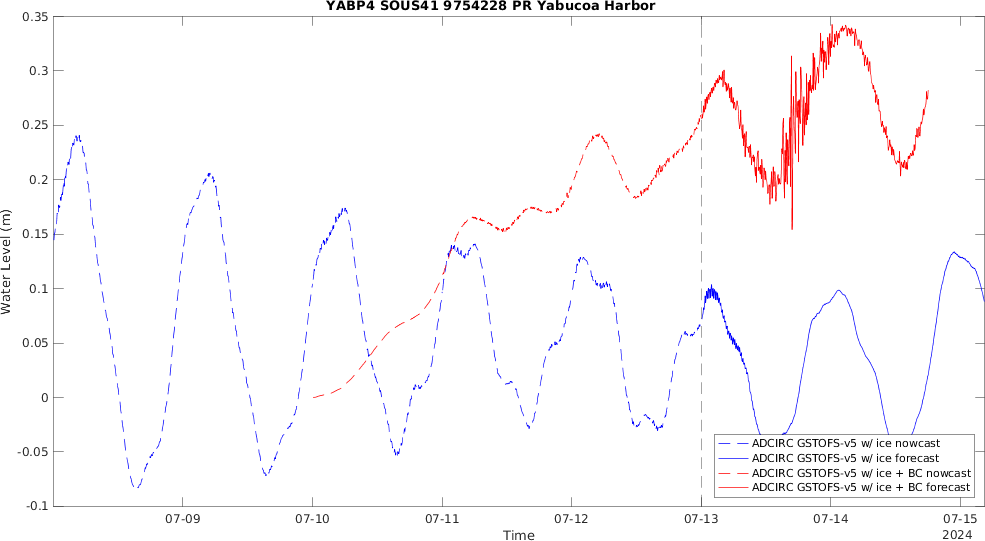 YABP4 SOUS41 9754228 PR Yabucoa Harbor
Water Level (m)
0.35
0.3
0.25
0.2
0.15
0.1
0.05
0
-0.05
-0.1
07-09 07-10 07-11 07-12 07-13 07-14 07-15
Time
2024
ADCIRC GSTOFS-v5 w/ ice nowcast
ADCIRC GSTOFS-v5 w/ ice forecast
ADCIRC GSTOFS-v5 w/ ice + BC nowcast
ADCIRC GSTOFS-v5 w/ ice + BC forecast